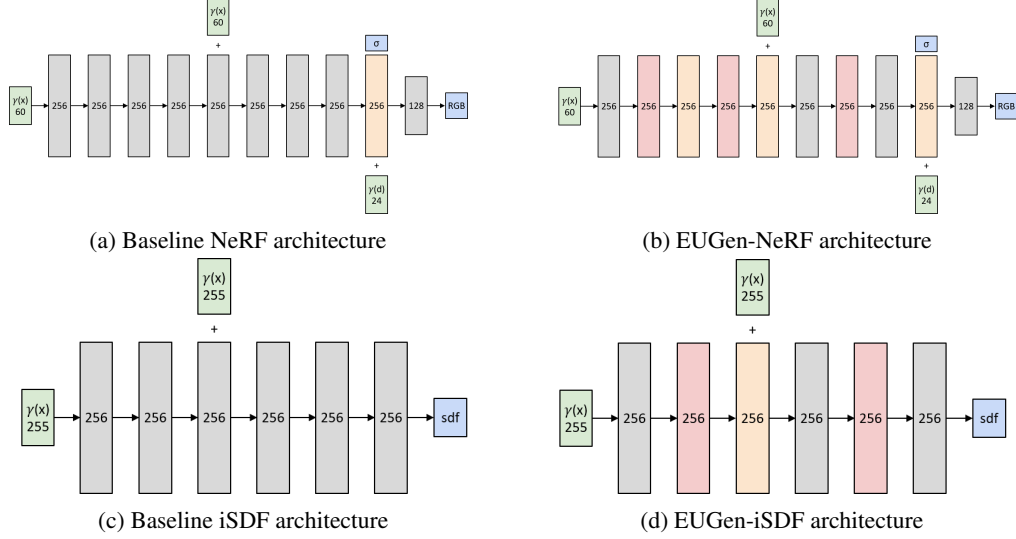 γ(x)
60
+
γ(x)
60
256
256
256
256
256
256
256
256
σ
256
128
RGB
+
γ(d)
24
(a) Baseline NeRF architecture
γ(x)
60
+
γ(x)
60
256
256
256
256
256
256
256
256
σ
256
128
RGB
+
γ(d)
24
(b) EUGen-NeRF architecture
γ(x)
255
+
γ(x)
255
256
256
256
256
256
256
sdf
(c) Baseline iSDF architecture
γ(x)
255
+
γ(x)
255
256
256
256
256
256
256
sdf
(d) EUGen-iSDF architecture